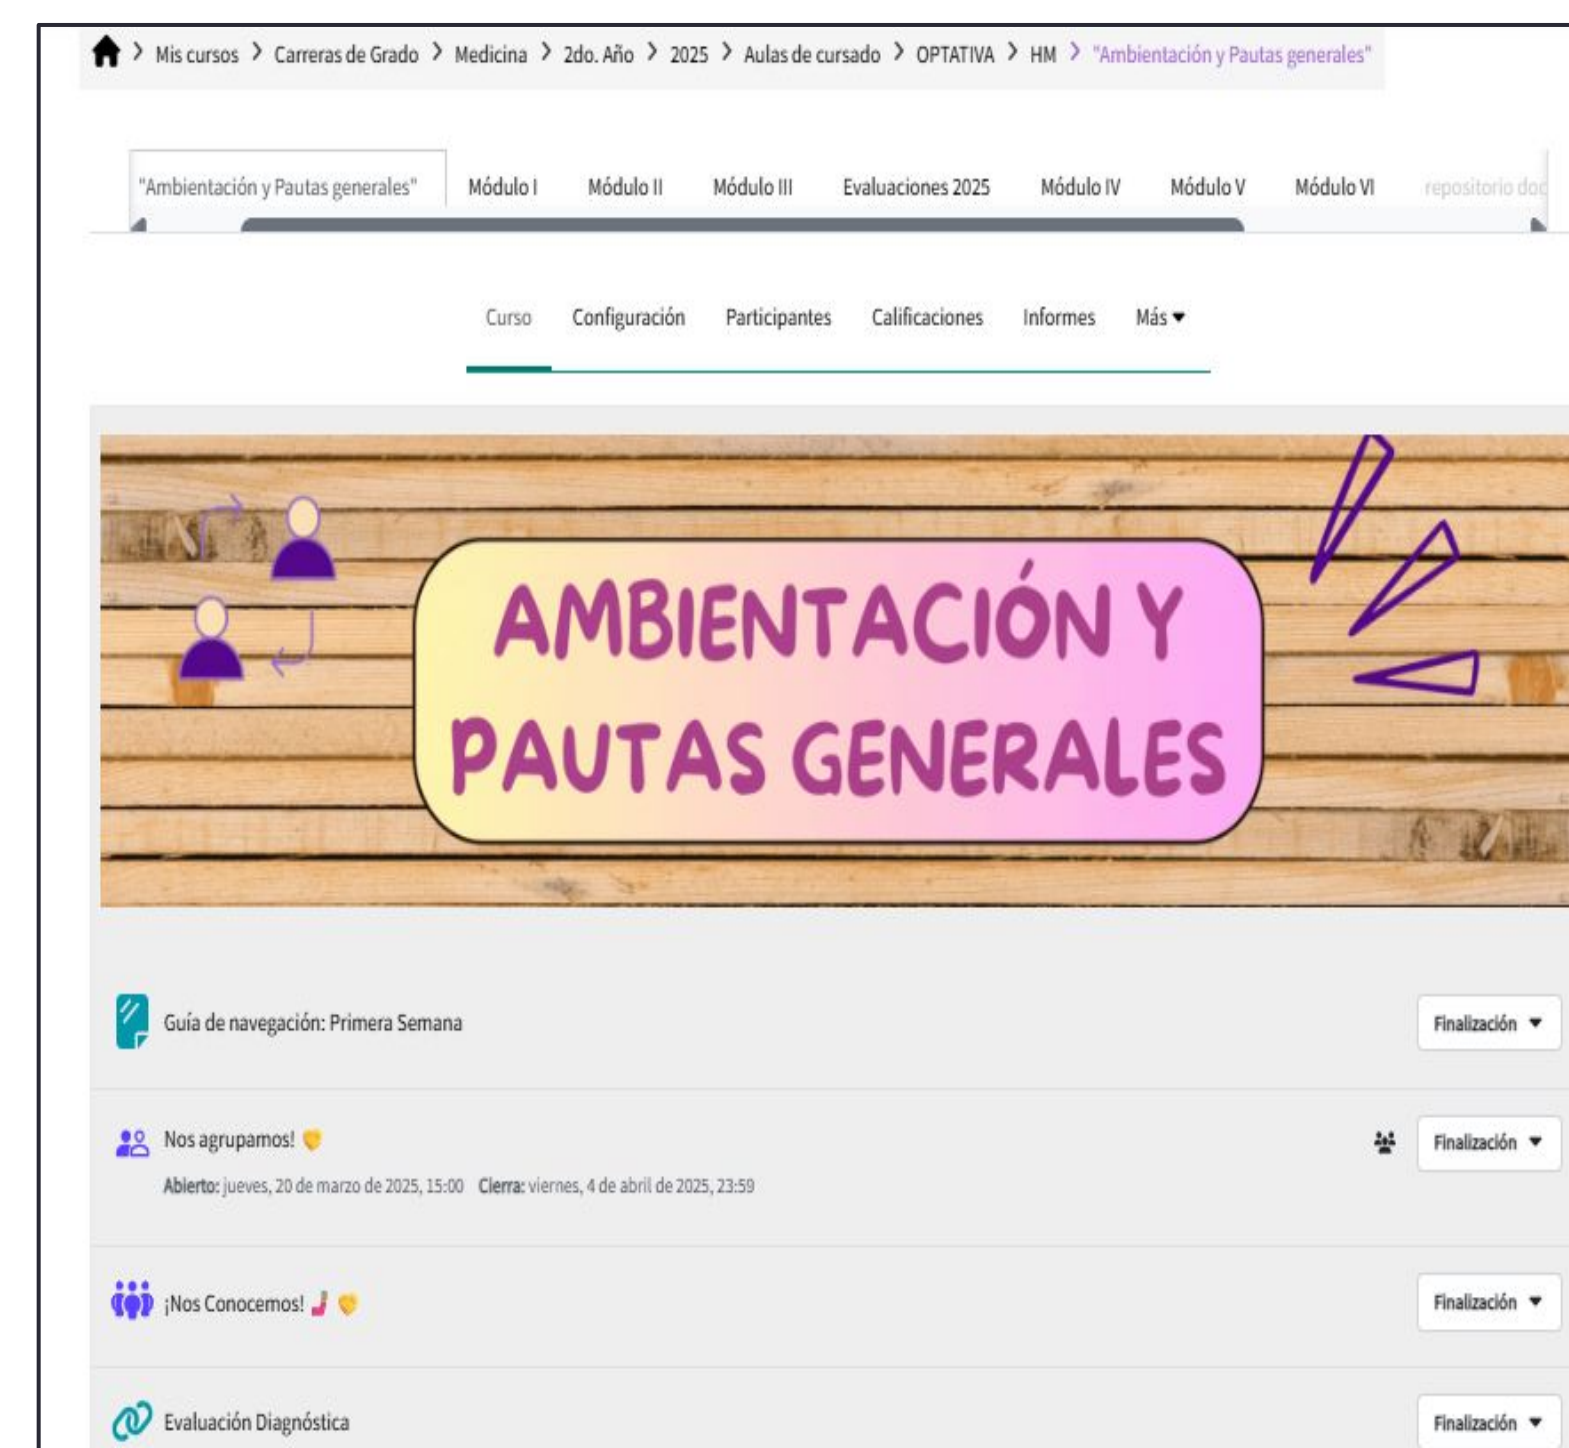 Mis cursos > Carreras de Grado > Medicina > 2do. Año > 2025 > Aulas de cursado > OPTATIVA > HM > "Ambientación y Pautas generales"
"Ambientación y Pautas generales" Módulo I Módulo II Módulo III Evaluaciones 2025 Módulo IV Módulo V Módulo VI repositorio doc
Curso Configuración Participantes Calificaciones Informes Más
AMBIENTACIÓN Y
PAUTAS GENERALES
Guía de navegación: Primera Semana Finalización
Nos agrupamos! Finalización
Abierto: jueves, 20 de marzo de 2025, 15:00 Cierra: viernes, 4 de abril de 2025, 23:59
¡Nos Conocemos! Finalización
Evaluación Diagnóstica Finalización